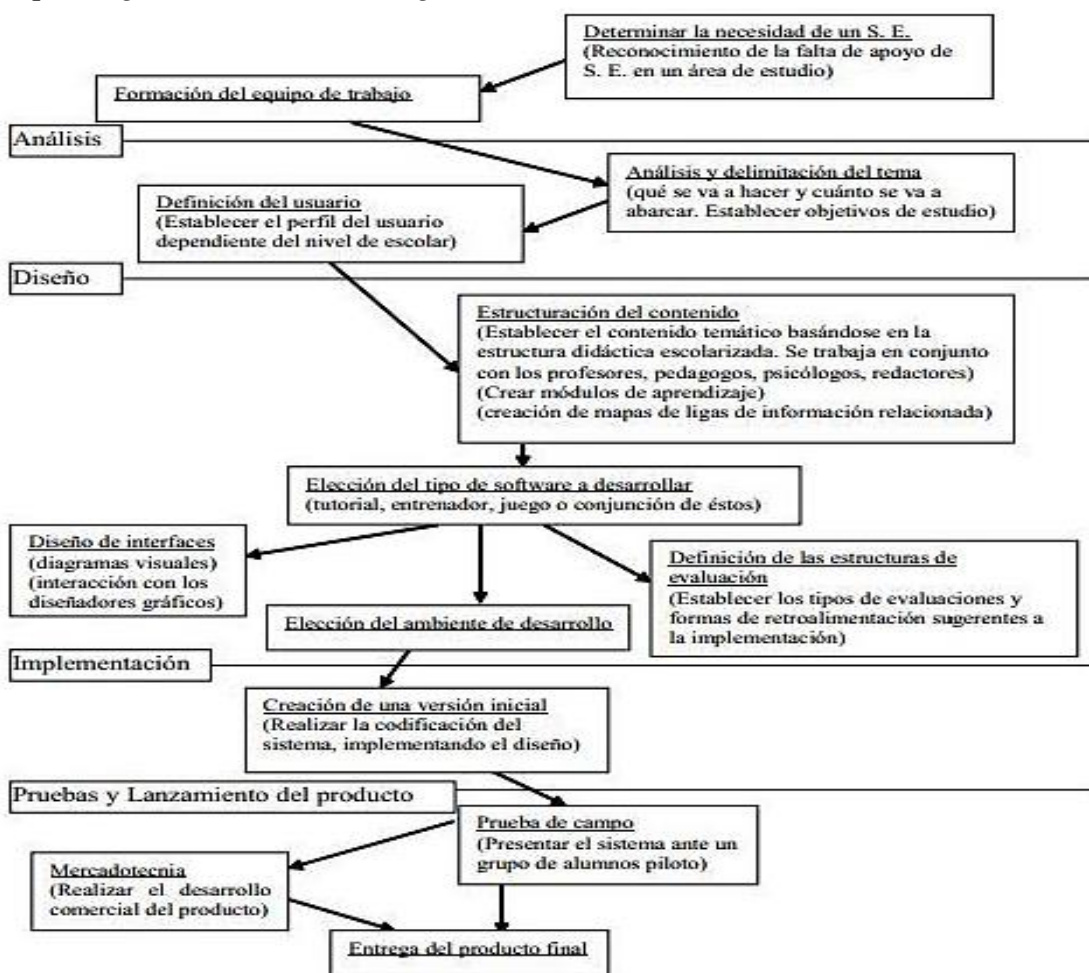 Determinar la necesidad de un S. E.
(Reconocimiento de la falta de apoyo de
S. E. en un área de estudio)
Formación del equipo de trabajo
Análisis
Análisis y delimitación del tema
(qué se va a hacer y cuánto se va a
abarcar. Establecer objetivos de estudio)
Definición del usuario
(Establecer el perfil del usuario
dependiente del nivel de escolar)
Diseño
Estructuración del contenido
(Establecer el contenido temático basándose en la
estructura didáctica escolarizada. Se trabaja en conjunto
con los profesores, pedagogos, psicólogos, redactores)
(Crear módulos de aprendizaje)
(creación de mapas de ligas de información relacionada)
Elección del tipo de software a desarrollar
(tutorial, entrenador, juego o conjunción de éstos)
Diseño de interfaces
(diagramas visuales)
(interacción con los
diseñadores gráficos)
Elección del ambiente de desarrollo
Definición de las estructuras de
evaluación
(Establecer los tipos de evaluaciones y
formas de retroalimentación sugerentes a
la implementación)
Implementación
Creación de una versión inicial
(Realizar la codificación del
sistema, implementando el diseño)
Pruebas y Lanzamiento del producto
Prueba de campo
(Presentar el sistema ante un
grupo de alumnos piloto)
Mercadotecnia
(Realizar el desarrollo
comercial del producto)
Entrega del producto final